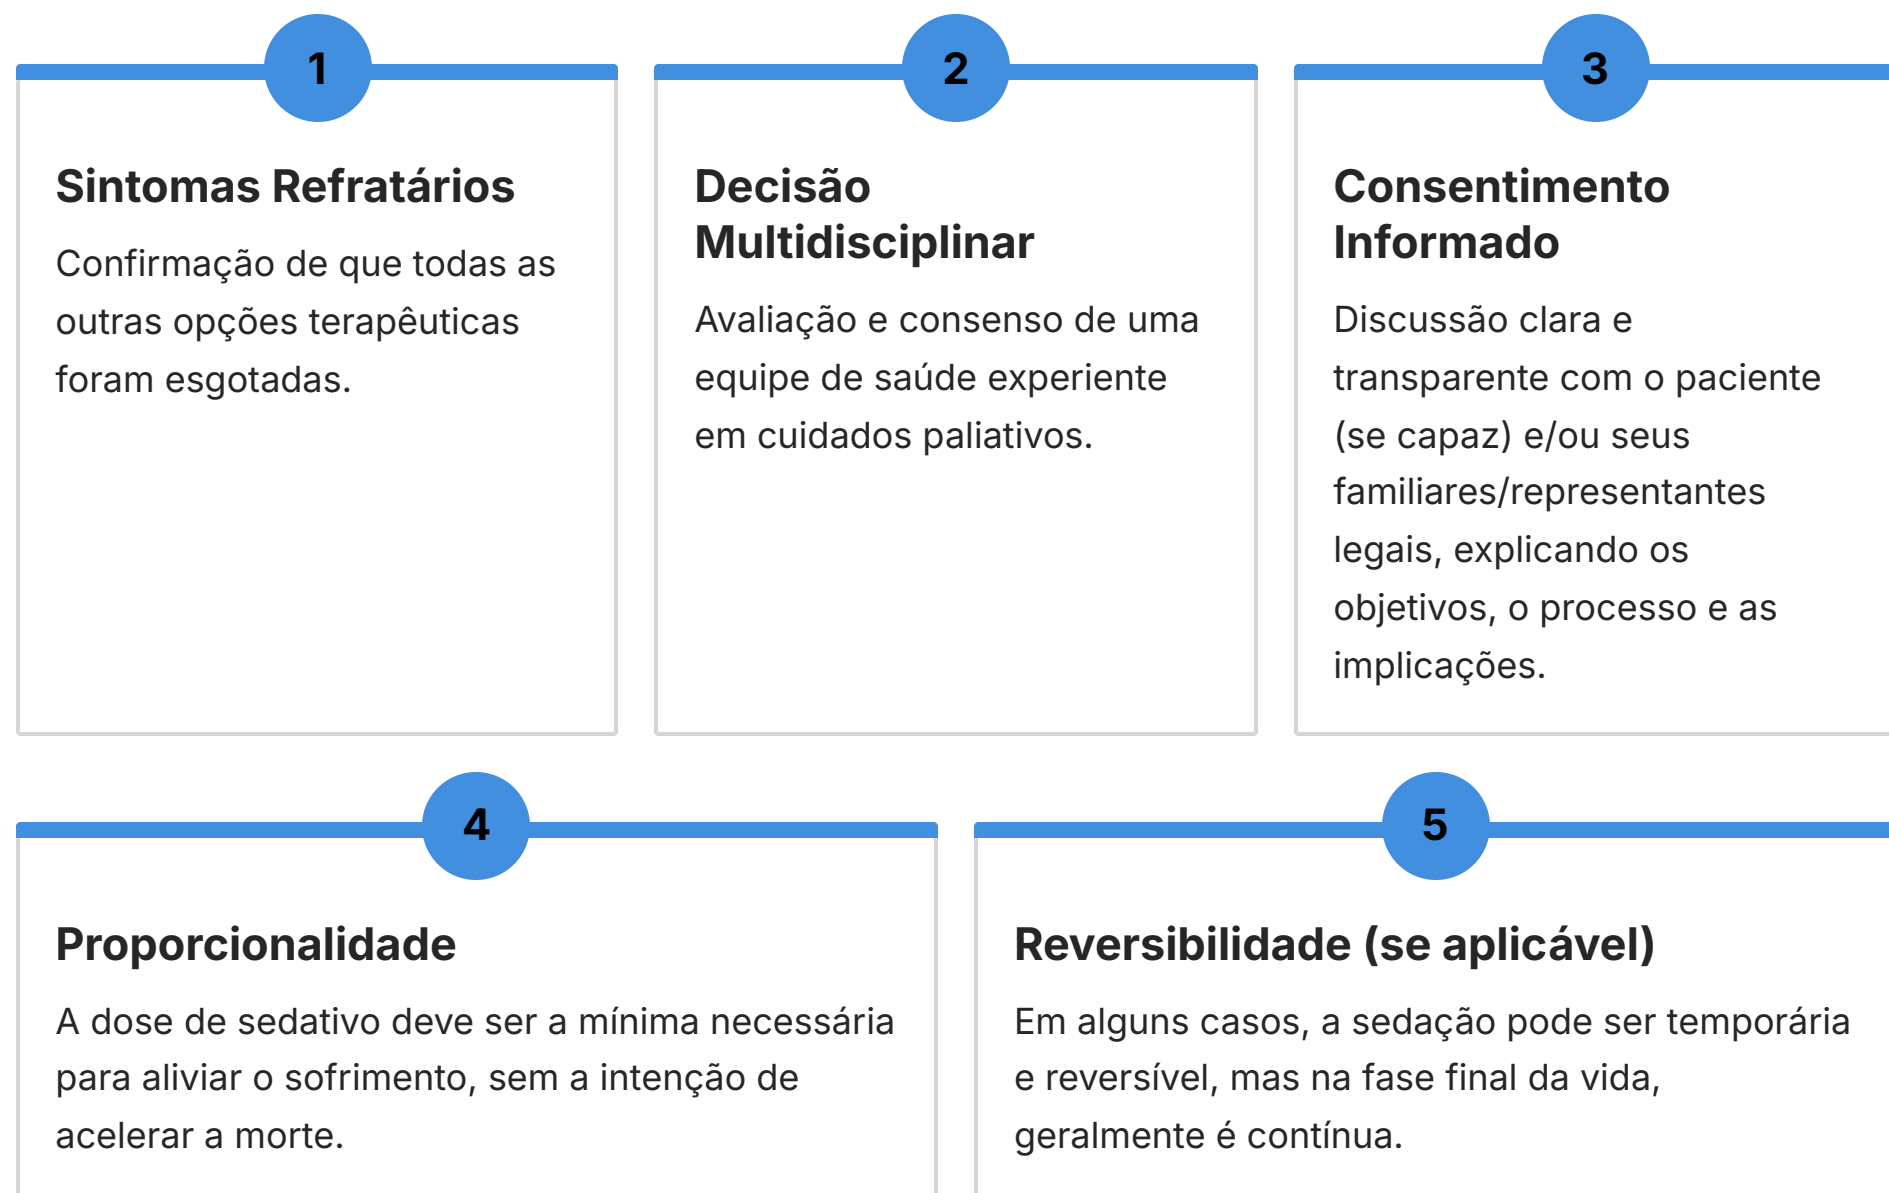 1
Sintomas Refratários
Confirmação de que todas as
outras opções terapêuticas
foram esgotadas.
2
Decisão
Multidisciplinar
Avaliação e consenso de uma
equipe de saúde experiente
em cuidados paliativos.
3
Consentimento
Informado
Discussão clara e
transparente com o paciente
(se capaz) e/ou seus
familiares/representantes
legais, explicando os
objetivos, o processo e as
implicações.
4
Proporcionalidade
A dose de sedativo deve ser a mínima necessária
para aliviar o sofrimento, sem a intenção de
acelerar a morte.
5
Reversibilidade (se aplicável)
Em alguns casos, a sedação pode ser temporária
e reversível, mas na fase final da vida,
geralmente é contínua.